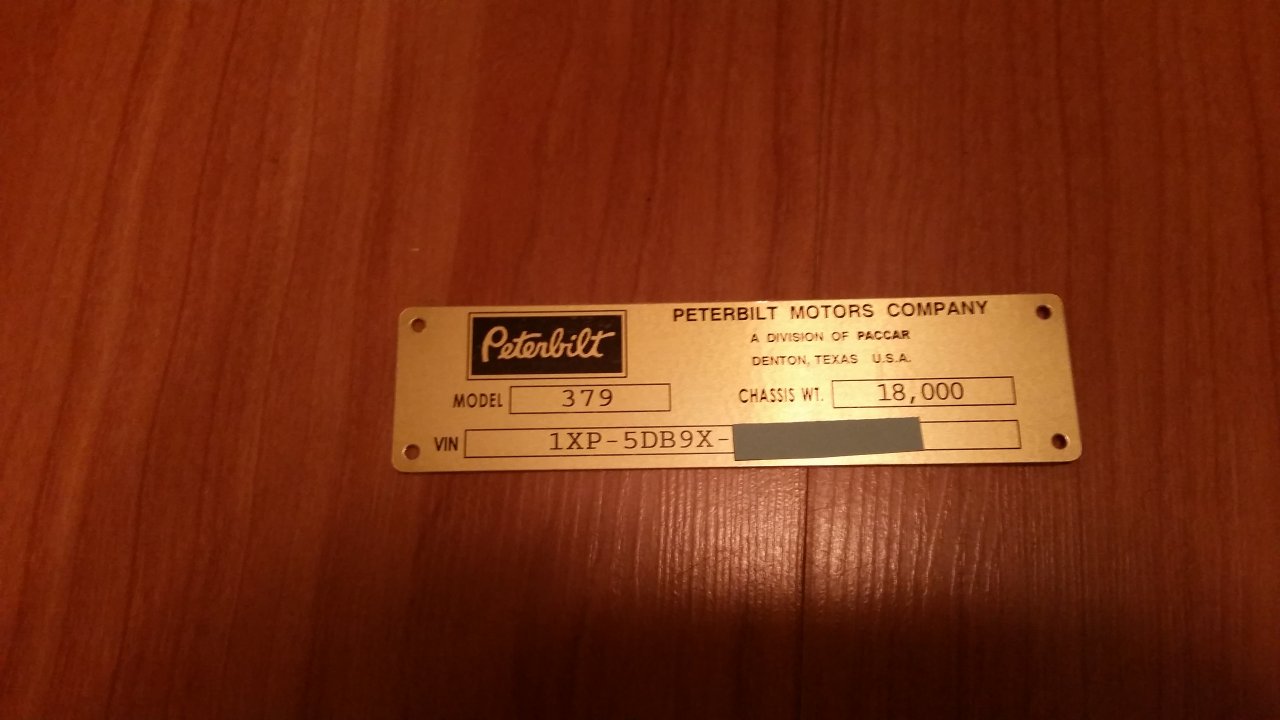 Peterbilt
PETERBILT MOTORS COMPANY
A DIVISION OF PACCAR
DENTON, TEXAS U.S.A.
MODEL 379 CHASSIS WT. 18,000
VIN 1XP-5DB9X-